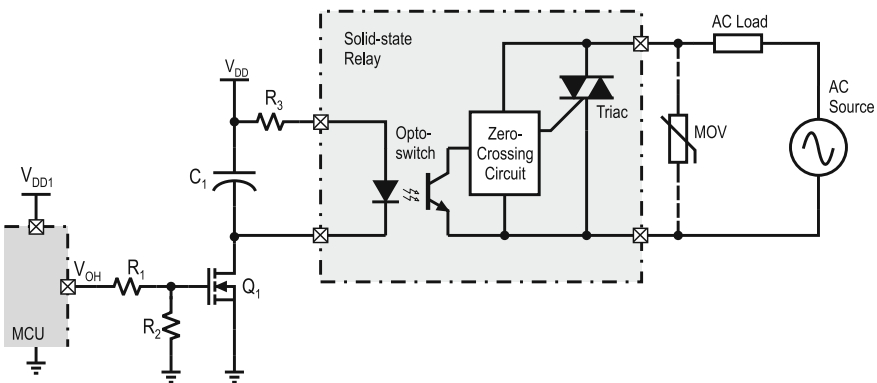 Solid-state
Relay
AC Load
V_DD
R_3
Opto-
switch
Zero-
Crossing
Circuit
Triac
MOV
AC
Source
C_1
V_DD1
V_OH
R_1
Q_1
R_2
MCU